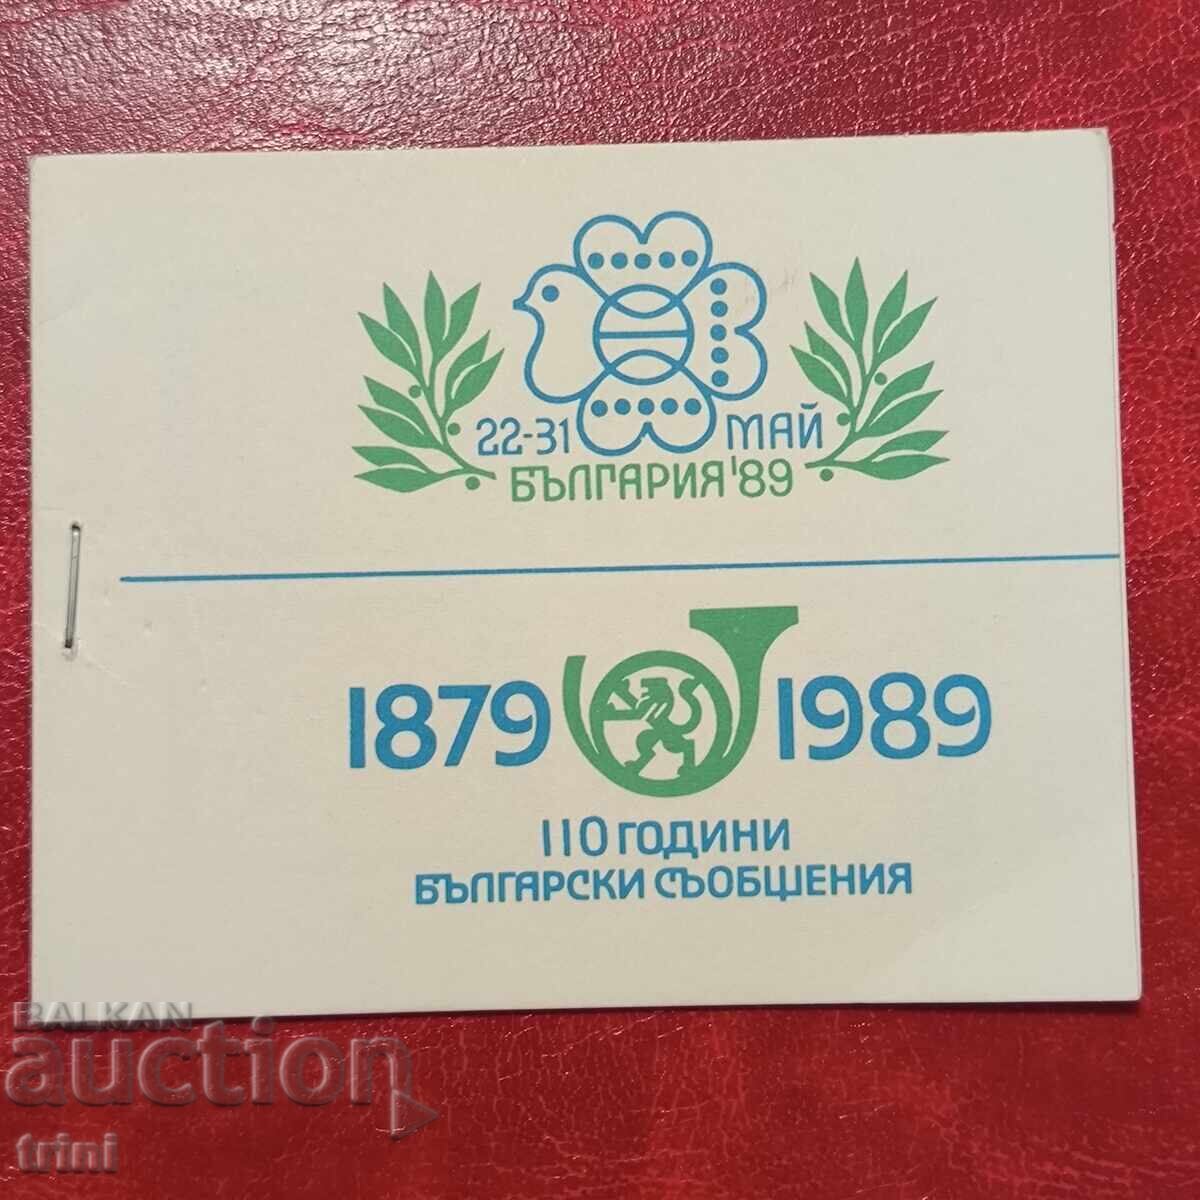 22-31 МАЙ
БЪЛГАРИЯ '89
1879 1989
110 ГОДИНИ
БЪЛГАРСКИ СЪОБЩЕНИЯ
BALKAN
auction
trini